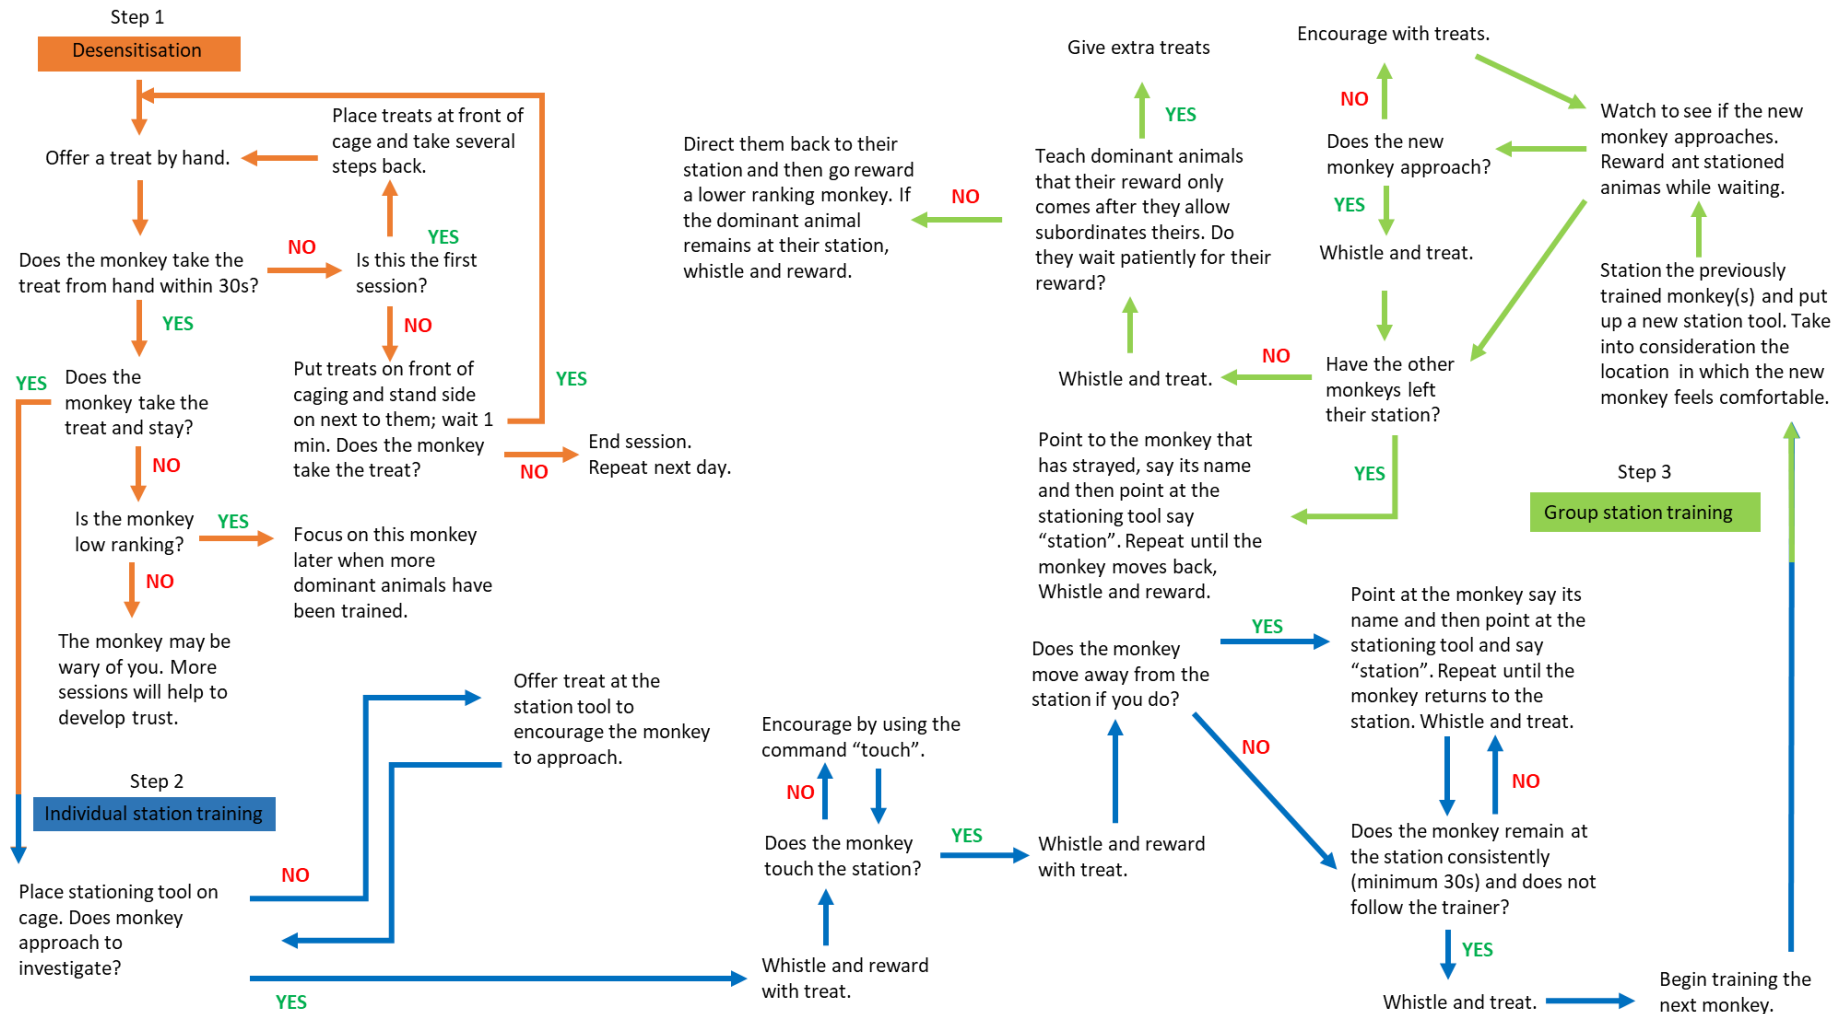 Step 1
Desensitisation
Offer a treat by hand.
Place treats at front of
cage and take several
steps back.
Does the monkey take the
treat from hand within 30s?
NO
YES
Is this the first
session?
YES
NO
Does the
monkey take the
treat and stay?
YES
NO
Put treats on front of
caging and stand side
on next to them; wait 1
min. Does the monkey
take the treat?
YES
NO
End session.
Repeat next day.
Is the monkey
low ranking?
YES
NO
Focus on this monkey
later when more
dominant animals have
been trained.
The monkey may be
wary of you. More
sessions will help to
develop trust.
Step 2
Individual station training
Place stationing tool on
cage. Does monkey
approach to
investigate?
NO
YES
Offer treat at the
station tool to
encourage the monkey
to approach.
Whistle and reward
with treat.
Does the monkey
touch the station?
NO
YES
Encourage by using the
command “touch”.
Whistle and reward
with treat.
Does the monkey
move away from the
station if you do?
YES
NO
Point at the monkey say its
name and then point at the
stationing tool and say
“station”. Repeat until the
monkey returns to the
station. Whistle and treat.
NO
Does the monkey remain at
the station consistently
(minimum 30s) and does not
follow the trainer?
YES
Whistle and treat.
Begin training the
next monkey.
Step 3
Group station training
Station the previously
trained monkey(s) and put
up a new station tool. Take
into consideration the
location in which the new
monkey feels comfortable.
Watch to see if the new
monkey approaches.
Reward ant stationed
animas while waiting.
Does the new
monkey approach?
NO
YES
Encourage with treats.
Whistle and treat.
Have the other
monkeys left
their station?
NO
YES
Whistle and treat.
Point to the monkey that
has strayed, say its name
and then point at the
stationing tool say
“station”. Repeat until the
monkey moves back,
Whistle and reward.
Teach dominant animals
that their reward only
comes after they allow
subordinates theirs. Do
they wait patiently for their
reward?
YES
NO
Give extra treats
Direct them back to their
station and then go reward
a lower ranking monkey. If
the dominant animal
remains at their station,
whistle and reward.